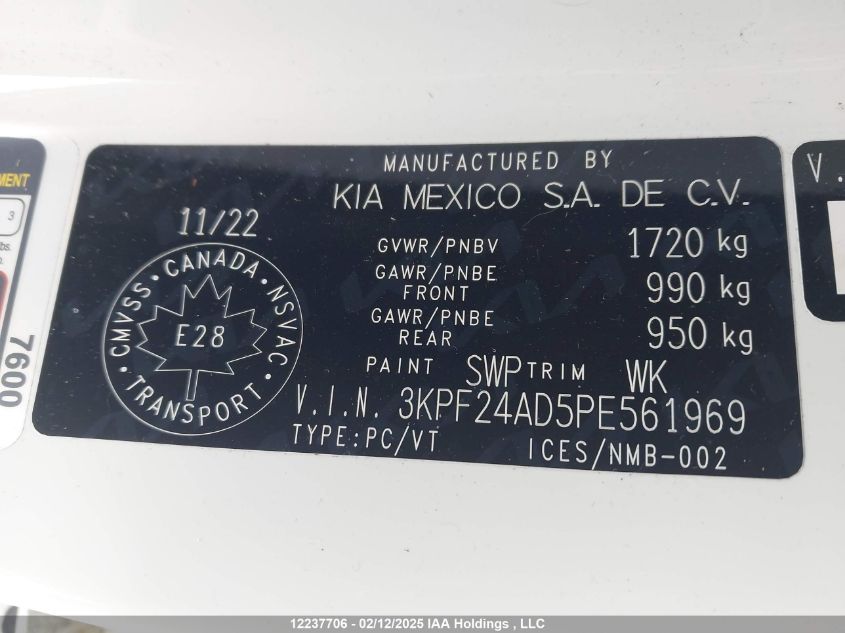 MANUFACTURED BY
KIA MEXICO S.A. DE C.V.
11/22
GVWR/PNBV 1720 kg
GAWR/PNBE FRONT 990 kg
GAWR/PNBE REAR 950 kg
PAINT SWP TRIM WK
V.I.N. 3KPF24AD5PE561969
TYPE:PC/VT ICES/NMB-002
CMVSS • CANADA • NSVAC • TRANSPORT •
E28
MENT
3
7600
V.
12237706 - 02/12/2025 IAA Holdings , LLC